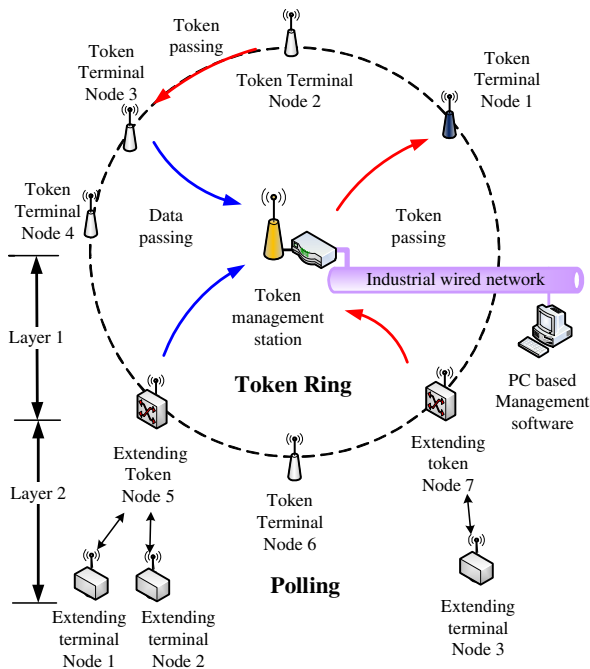 Token
passing
Token
Terminal
Node 3
Token Terminal
Node 2
Token
Terminal
Node 1
Token
Terminal
Node 4
Data
passing
Token
passing
Industrial wired network
Token
management
station
Layer 1
Token Ring
PC based
Management
software
Extending
Token
Node 5
Extending
token
Node 7
Layer 2
Token
Terminal
Node 6
Polling
Extending
terminal
Node 1
Extending
terminal
Node 2
Extending
terminal
Node 3